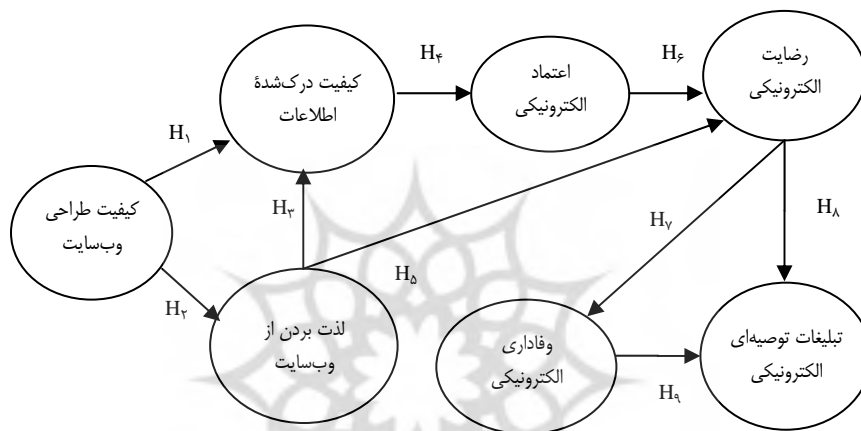 رضایت
الکترونیکی
H۶
اعتماد
الکترونیکی
H۴
کیفیت درک‌شدهٔ
اطلاعات
H۱
کیفیت طراحی
وب‌سایت
H۳
H۲
لذت بردن از
وب‌سایت
H۵
H۷
H۸
وفاداری
الکترونیکی
H۹
تبلیغات توصیه‌ای
الکترونیکی